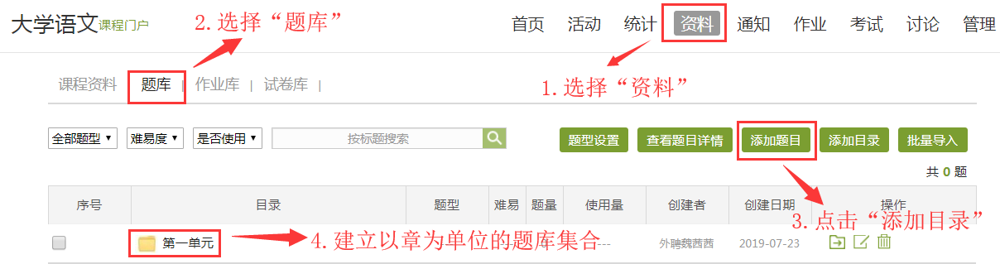 大学语文课程门户
2.选择“题库”
首页 活动 统计 资料 通知 作业 考试 讨论 管理
1.选择“资料”
课程资料 题库 | 作业库 | 试卷库 |
全部题型 难易度 是否使用 按标题搜索 题型设置 查看题目详情 添加题目 添加目录 批量导入
共 0 题
序号 目录 题型 难易 题量 使用量 创建者 创建日期 操作
3.点击“添加目录”
第一单元 4.建立以章为单位的题库集合 --- 外聘魏茜茜 2019-07-23